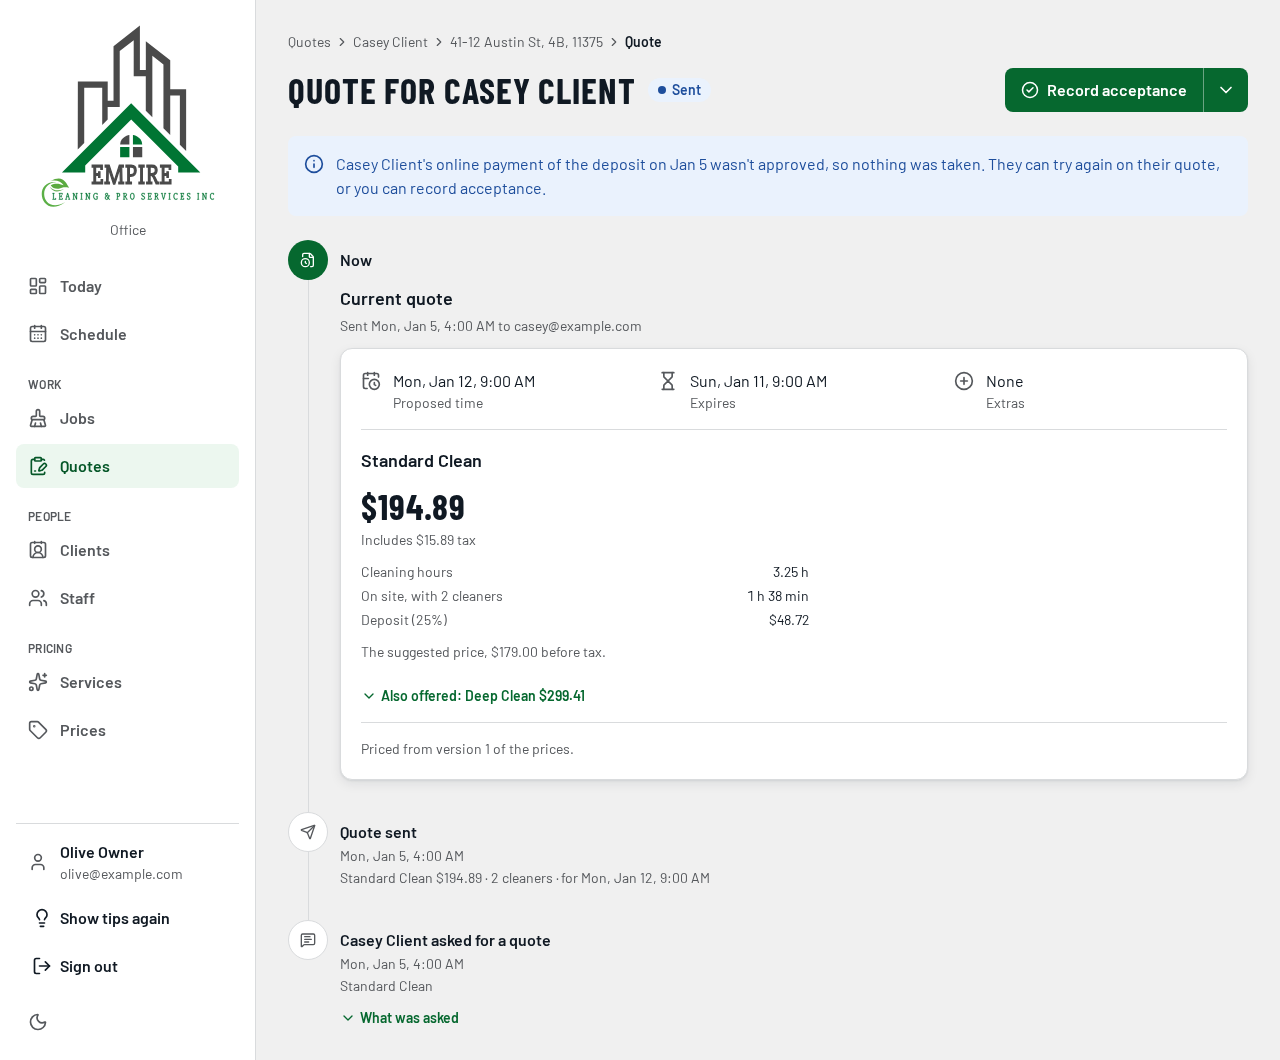 EMPIRE
LEANING & PRO SERVICES INC
Office
Today
Schedule
WORK
Jobs
Quotes
PEOPLE
Clients
Staff
PRICING
Services
Prices
Olive Owner
olive@example.com
Show tips again
Sign out
Quotes > Casey Client > 41-12 Austin St, 4B, 11375 > Quote
QUOTE FOR CASEY CLIENT
Sent
Record acceptance
Casey Client's online payment of the deposit on Jan 5 wasn't approved, so nothing was taken. They can try again on their quote,
or you can record acceptance.
Now
Current quote
Sent Mon, Jan 5, 4:00 AM to casey@example.com
Mon, Jan 12, 9:00 AM
Proposed time
Sun, Jan 11, 9:00 AM
Expires
None
Extras
Standard Clean
$194.89
Includes $15.89 tax
Cleaning hours 3.25 h
On site, with 2 cleaners 1 h 38 min
Deposit (25%) $48.72
The suggested price, $179.00 before tax.
Also offered: Deep Clean $299.41
Priced from version 1 of the prices.
Quote sent
Mon, Jan 5, 4:00 AM
Standard Clean $194.89 · 2 cleaners · for Mon, Jan 12, 9:00 AM
Casey Client asked for a quote
Mon, Jan 5, 4:00 AM
Standard Clean
What was asked